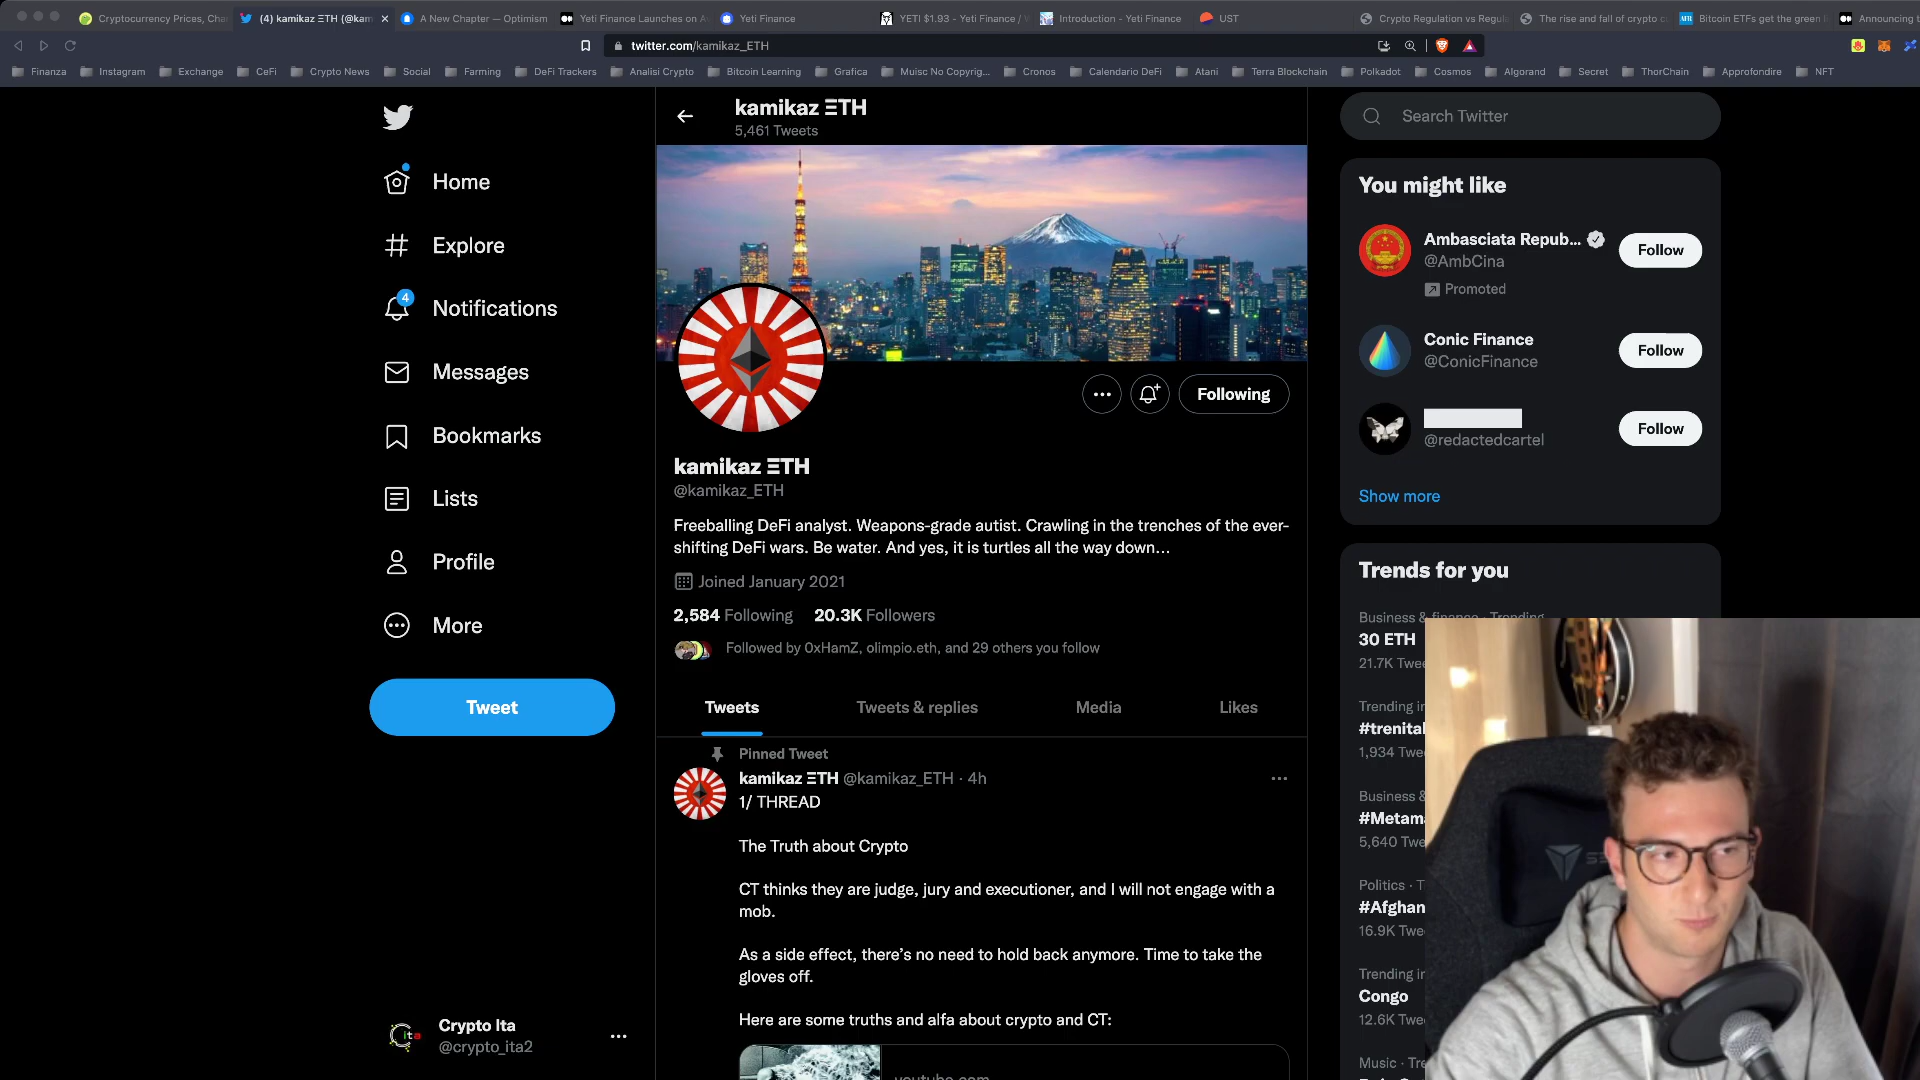 Cryptocurrency Prices, Cha
(4) kamikaz ΞTH (@kam
A New Chapter — Optimism
Yeti Finance Launches on A
Yeti Finance
YETI $1.93 - Yeti Finance /
Introduction - Yeti Finance
UST
Crypto Regulation vs Regul
The rise and fall of crypto c
Bitcoin ETFs get the green
Announcing t
twitter.com/kamikaz_ETH
Finanza
Instagram
Exchange
CeFi
Crypto News
Social
Farming
DeFi Trackers
Analisi Crypto
Bitcoin Learning
Grafica
Muisc No Copyrig...
Cronos
Calendario DeFi
Atani
Terra Blockchain
Polkadot
Cosmos
Algorand
Secret
ThorChain
Approfondire
NFT
Home
Explore
4
Notifications
Messages
Bookmarks
Lists
Profile
More
Tweet
Crypto Ita
@crypto_ita2
kamikaz ΞTH
5,461 Tweets
Following
kamikaz ΞTH
@kamikaz_ETH
Freeballing DeFi analyst. Weapons-grade autist. Crawling in the trenches of the ever-
shifting DeFi wars. Be water. And yes, it is turtles all the way down…
Joined January 2021
2,584 Following 20.3K Followers
Followed by 0xHamZ, olimpio.eth, and 29 others you follow
Tweets
Tweets & replies
Media
Likes
Pinned Tweet
kamikaz ΞTH @kamikaz_ETH · 4h
1/ THREAD
The Truth about Crypto
CT thinks they are judge, jury and executioner, and I will not engage with a
mob.
As a side effect, there's no need to hold back anymore. Time to take the
gloves off.
Here are some truths and alfa about crypto and CT:
youtube.com
Search Twitter
You might like
Ambasciata Repub...
@AmbCina
Follow
Promoted
Conic Finance
@ConicFinance
Follow
@redactedcartel
Follow
Show more
Trends for you
Business & finance · Trending
30 ETH
21.7K Twee
Trending in
#trenital
1,934 Twee
Business &
#Metama
5,640 Twe
Politics · T
#Afghan
16.9K Twe
Trending in
Congo
12.6K Twe
Music · Tre